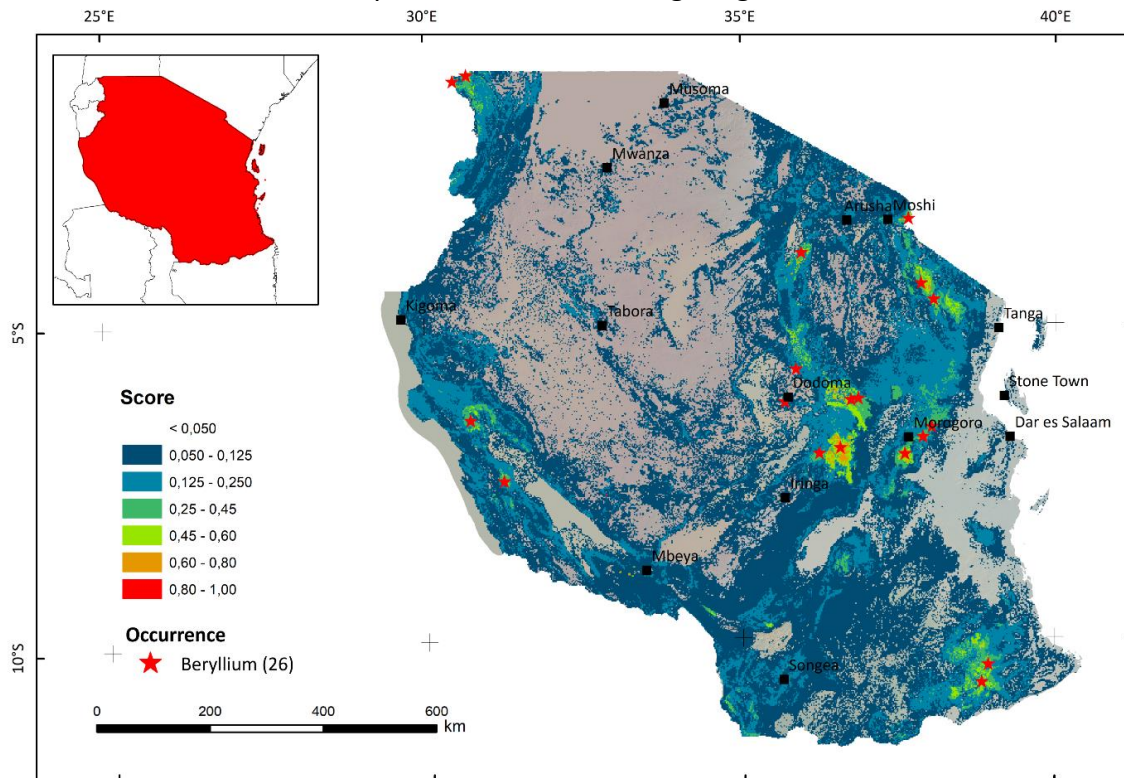 25°E 30°E 35°E 40°E
Musoma
Mwanza
Arusha Moshi
Kigoma
Tabora
Tanga
5°S
Dodoma
Stone Town
Morogoro
Dar es Salaam
Iringa
Mbeya
Songea
10°S
Score
< 0,050
0,050 - 0,125
0,125 - 0,250
0,25 - 0,45
0,45 - 0,60
0,60 - 0,80
0,80 - 1,00
Occurrence
Beryllium (26)
0 200 400 600
km